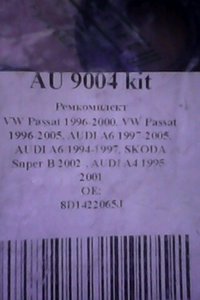 AU 9004 kit
Ремкомплект
VW Passat 1996-2000, VW Passat
1996-2005, AUDI A6 1997-2005,
AUDI A6 1994-1997, SKODA
Super B 2002 , AUDI A4 1995-
2001
OE:
8D1422065J